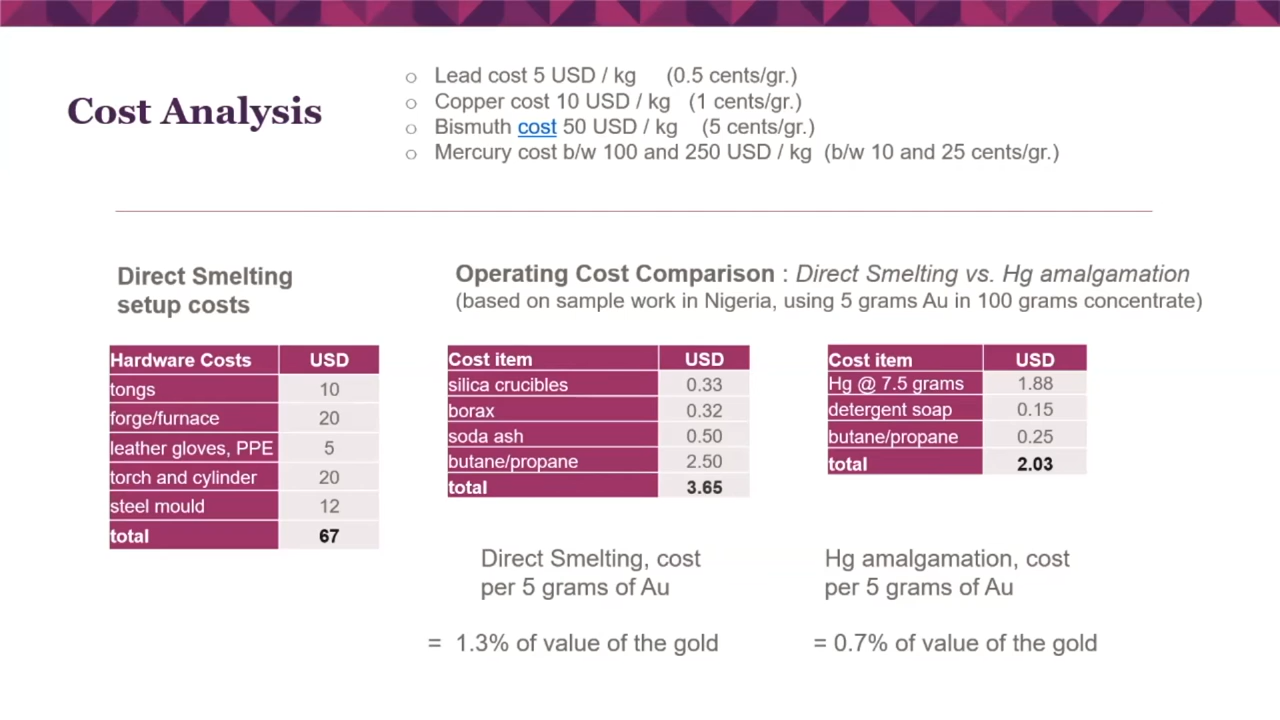 Cost Analysis
○ Lead cost 5 USD / kg (0.5 cents/gr.)
○ Copper cost 10 USD / kg (1 cents/gr.)
○ Bismuth cost 50 USD / kg (5 cents/gr.)
○ Mercury cost b/w 100 and 250 USD / kg (b/w 10 and 25 cents/gr.)
Direct Smelting
setup costs
Hardware Costs USD
tongs 10
forge/furnace 20
leather gloves, PPE 5
torch and cylinder 20
steel mould 12
total 67
Operating Cost Comparison : Direct Smelting vs. Hg amalgamation
(based on sample work in Nigeria, using 5 grams Au in 100 grams concentrate)
Cost item USD
silica crucibles 0.33
borax 0.32
soda ash 0.50
butane/propane 2.50
total 3.65
Direct Smelting, cost
per 5 grams of Au
= 1.3% of value of the gold
Cost item USD
Hg @ 7.5 grams 1.88
detergent soap 0.15
butane/propane 0.25
total 2.03
Hg amalgamation, cost
per 5 grams of Au
= 0.7% of value of the gold